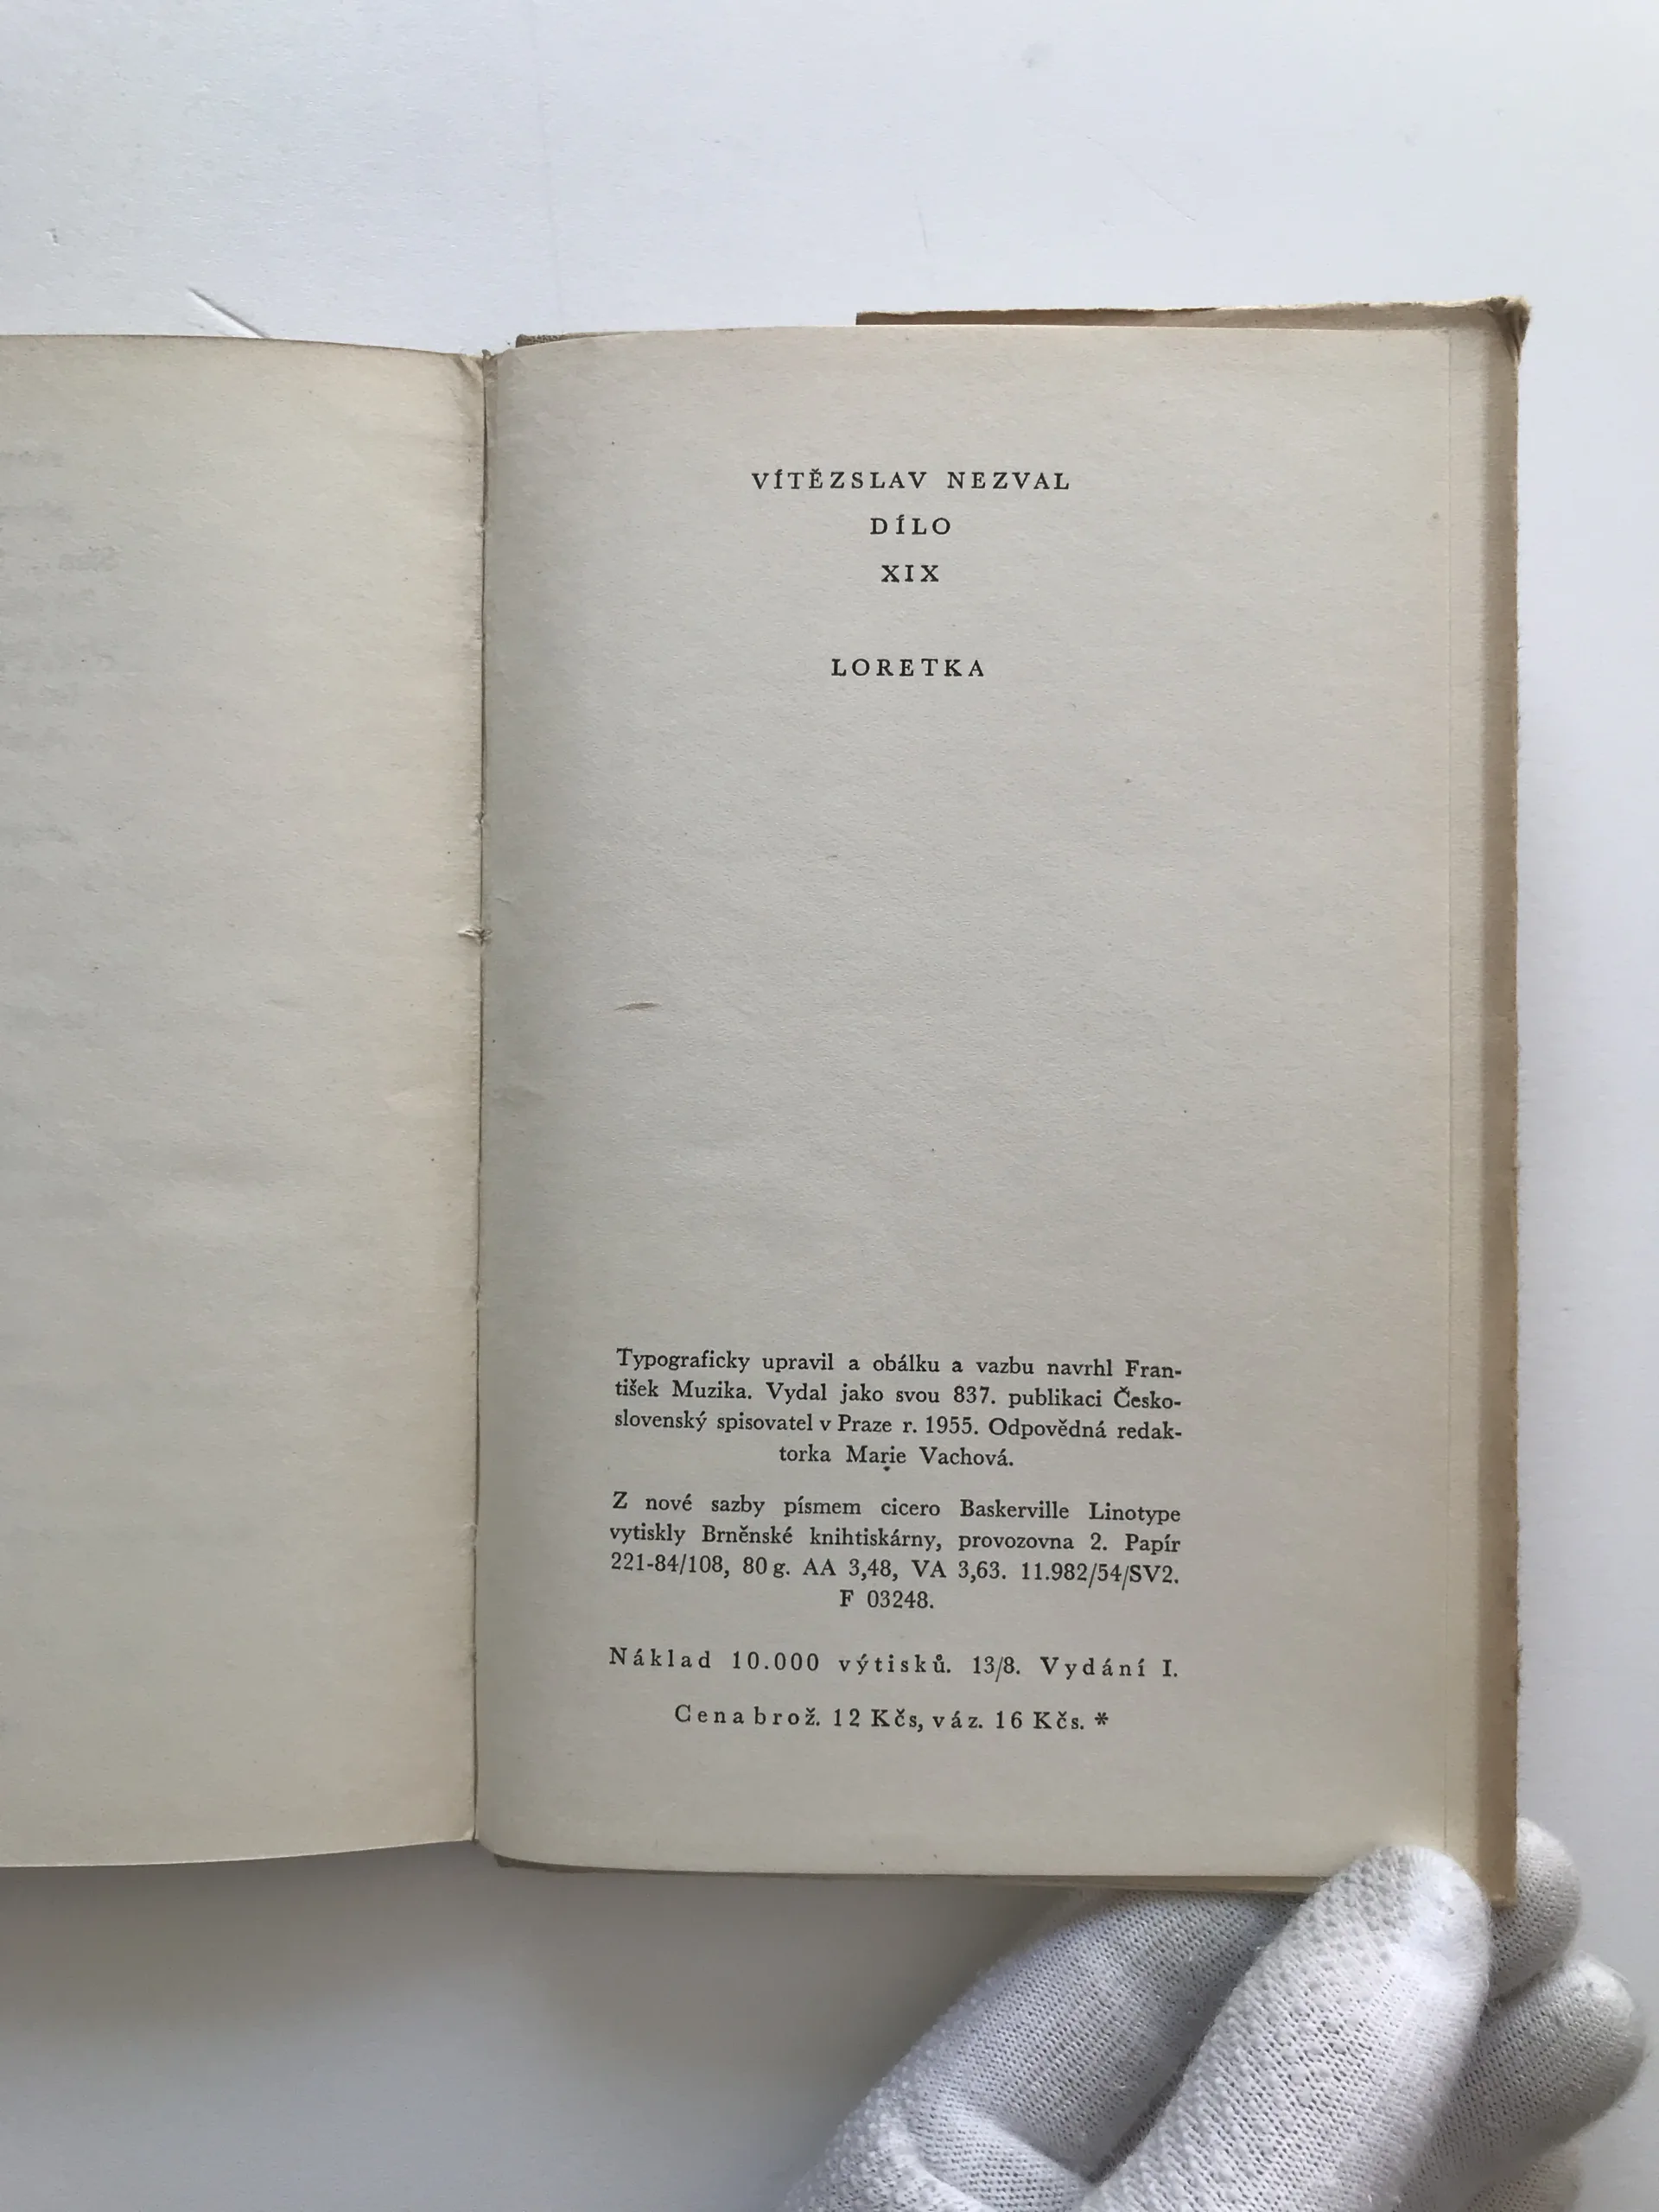 VÍTĚZSLAV NEZVAL
DÍLO
XIX
LORETKA
Typograficky upravil a obálku a vazbu navrhl Fran-
tišek Muzika. Vydal jako svou 837. publikaci Česko-
slovenský spisovatel v Praze r. 1955. Odpovědná redak-
torka Marie Vachová.
Z nové sazby písmem cicero Baskerville Linotype
vytiskly Brněnské knihtiskárny, provozovna 2. Papír
221-84/108, 80 g. AA 3,48, VA 3,63. 11.982/54/SV2.
F 03248.
Náklad 10.000 výtisků. 13/8. Vydání I.
Cena brož. 12 Kčs, váz. 16 Kčs. *